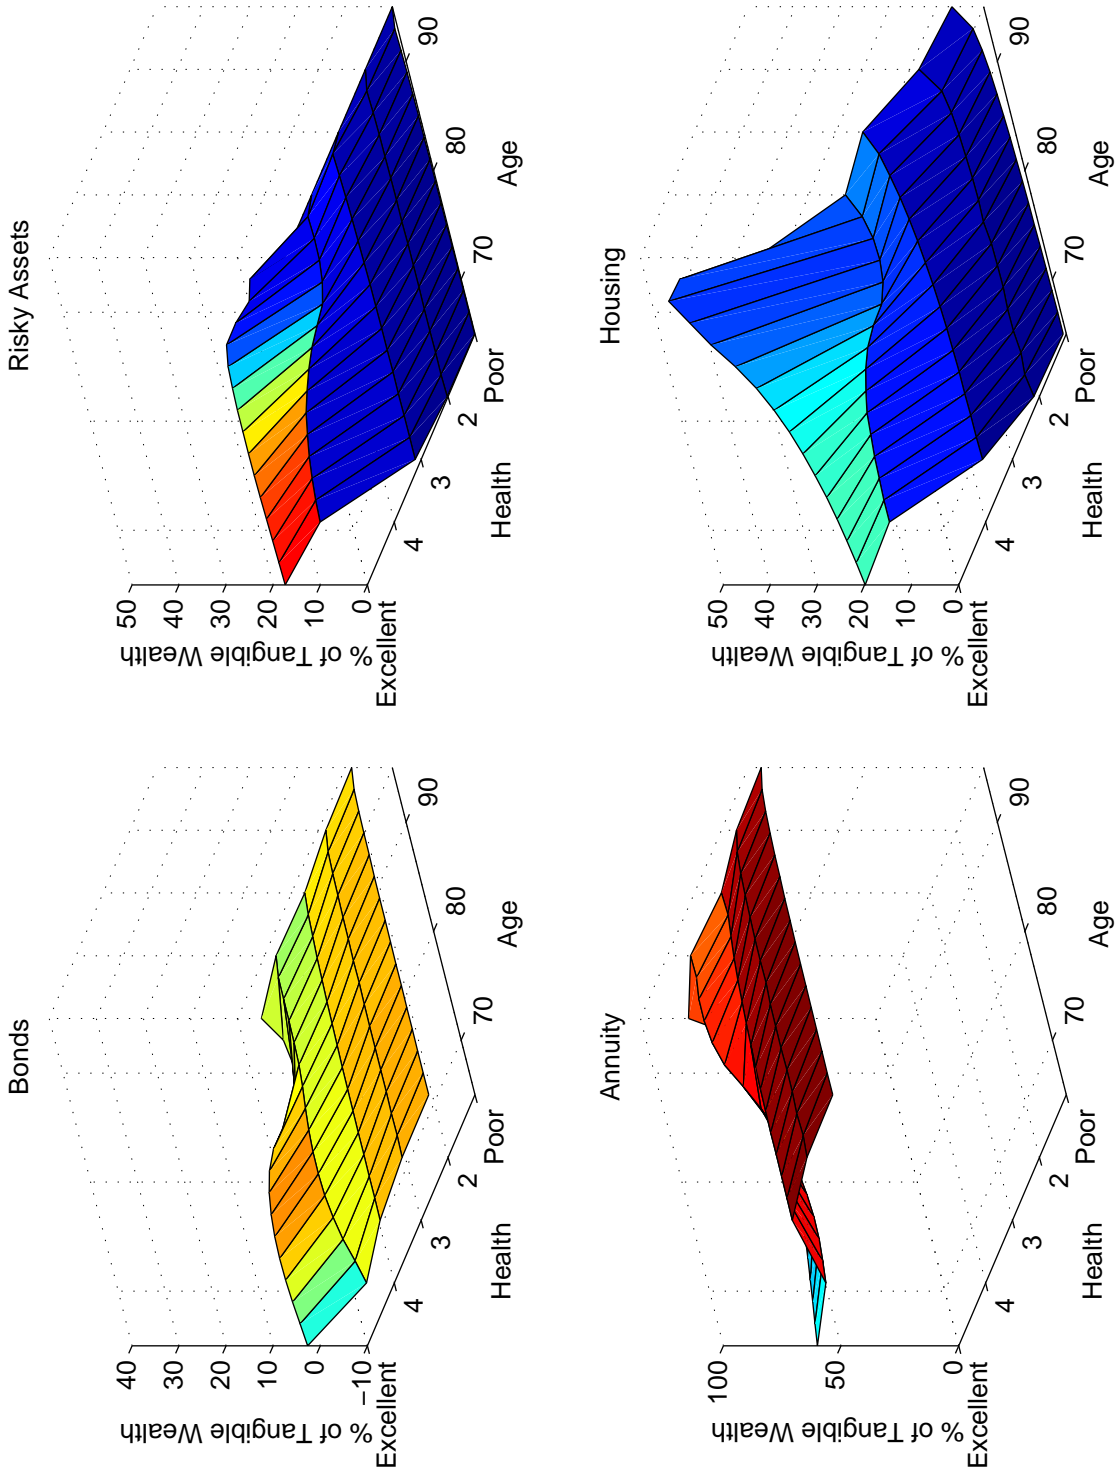 Bonds
40
30
20
10
0
−10
% of Tangible Wealth
Excellent
4
3
2
Poor
Health
70
80
90
Age
Risky Assets
50
40
30
20
10
0
% of Tangible Wealth
Excellent
4
3
2
Poor
Health
70
80
90
Age
Annuity
100
50
0
% of Tangible Wealth
Excellent
4
3
2
Poor
Health
70
80
90
Age
Housing
50
40
30
20
10
0
% of Tangible Wealth
Excellent
4
3
2
Poor
Health
70
80
90
Age